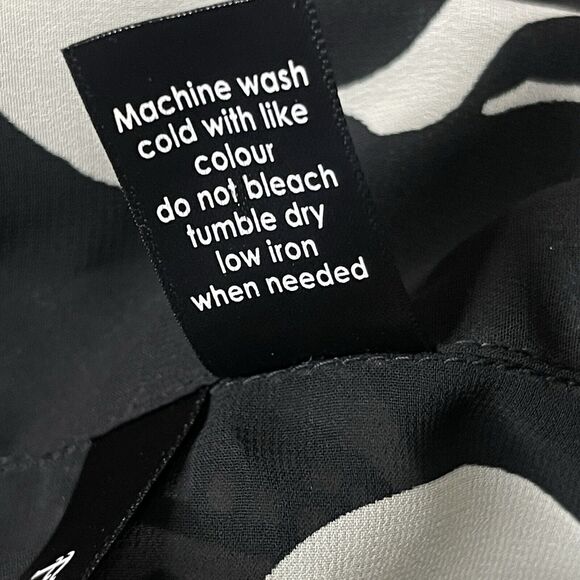 Machine wash
cold with like
colour
do not bleach
tumble dry
low iron
when needed